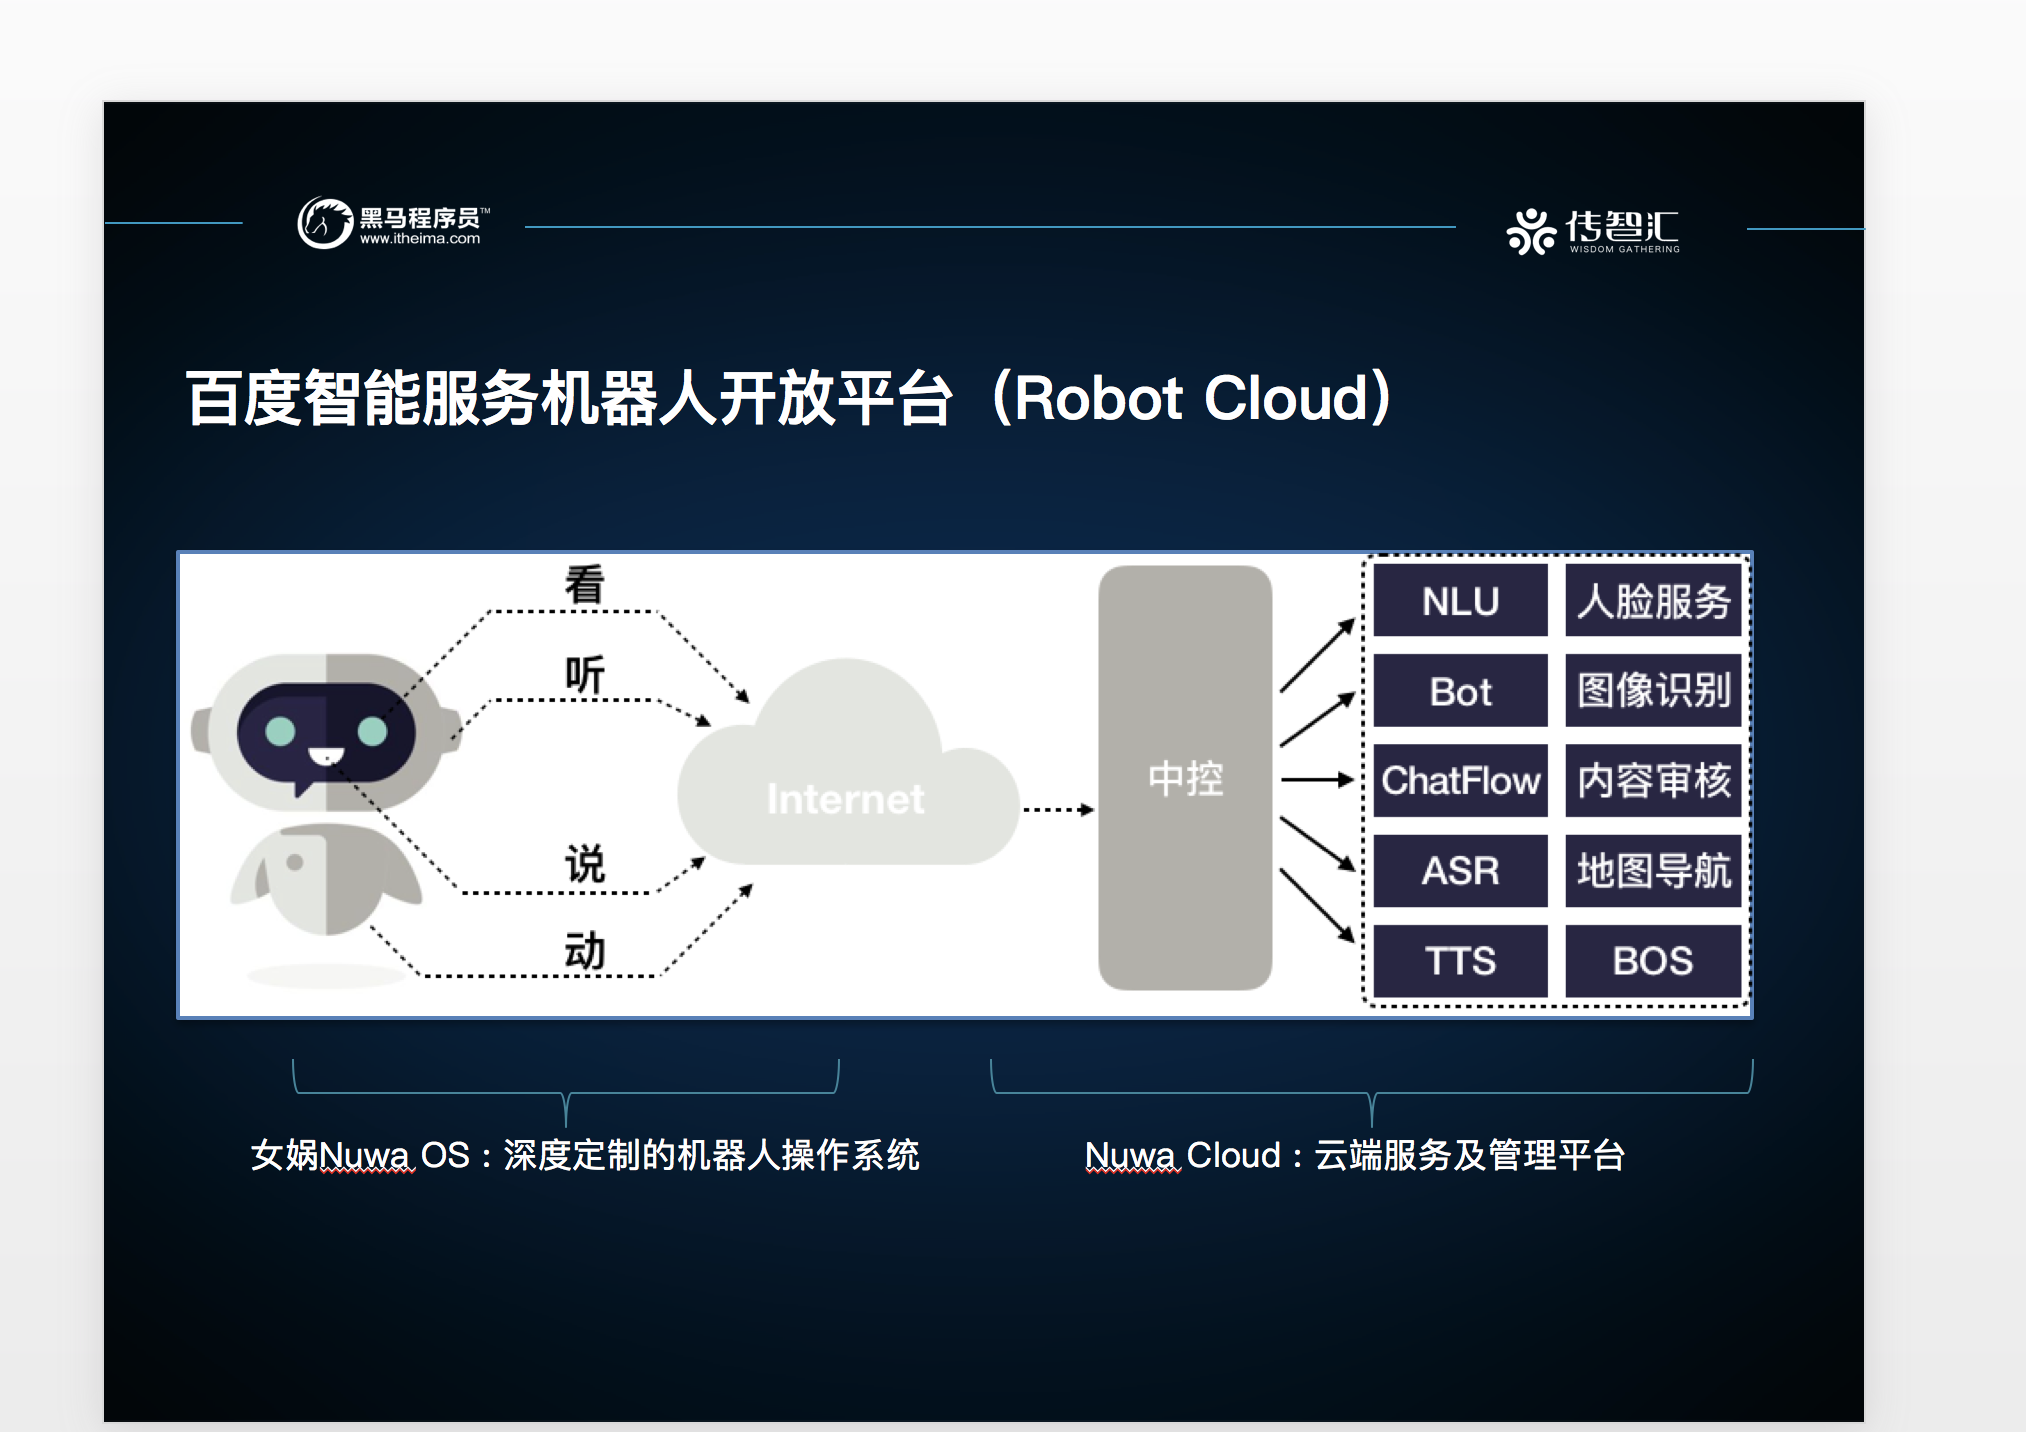 黑马程序员™
www.itheima.com
传智汇
WISDOM GATHERING
百度智能服务机器人开放平台（Robot Cloud）
看
听
说
动
Internet
中控
NLU
人脸服务
Bot
图像识别
ChatFlow
内容审核
ASR
地图导航
TTS
BOS
女娲Nuwa OS：深度定制的机器人操作系统
Nuwa Cloud：云端服务及管理平台